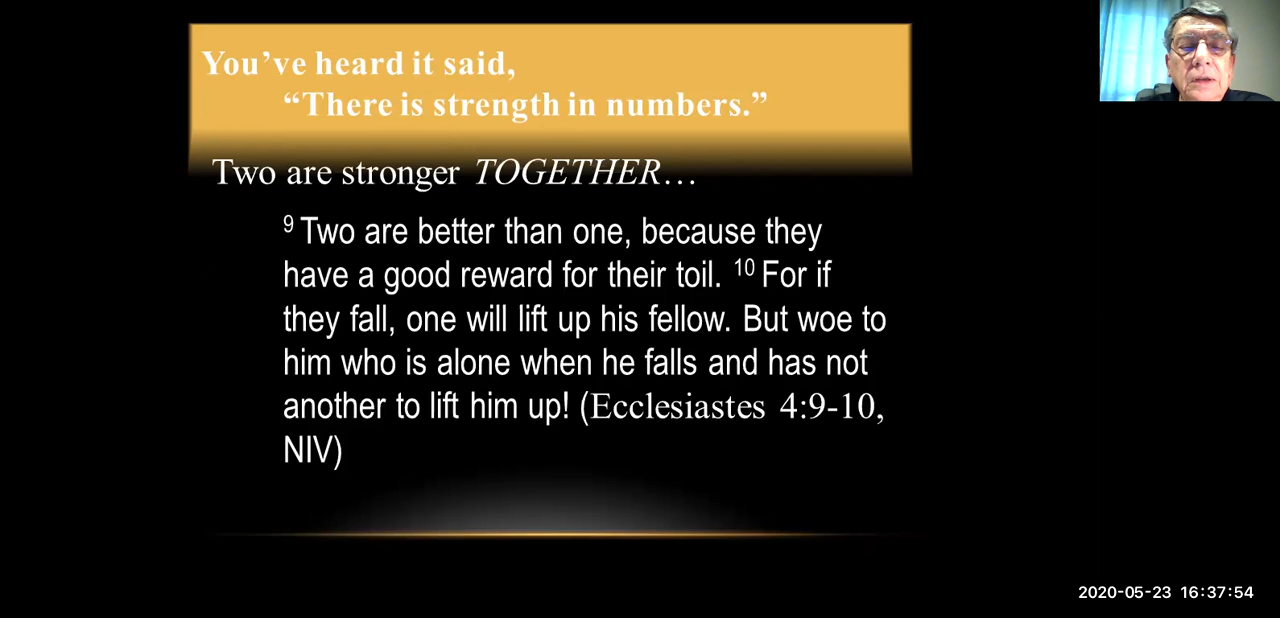 You’ve heard it said,
“There is strength in numbers.”
Two are stronger TOGETHER…
9 Two are better than one, because they
have a good reward for their toil. 10 For if
they fall, one will lift up his fellow. But woe to
him who is alone when he falls and has not
another to lift him up! (Ecclesiastes 4:9-10,
NIV)
2020-05-23 16:37:54